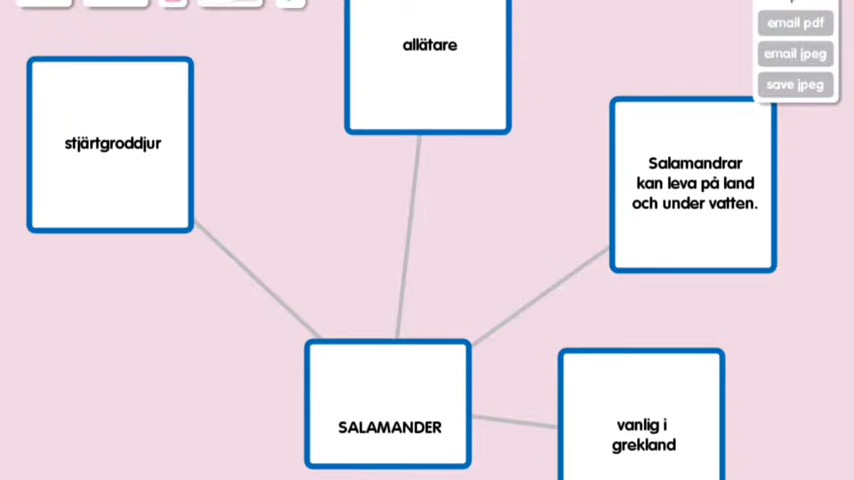 allätare
email pdf
email jpeg
save jpeg
stjärtgroddjur
Salamandrar
kan leva på land
och under vatten.
SALAMANDER
vanlig i
grekland